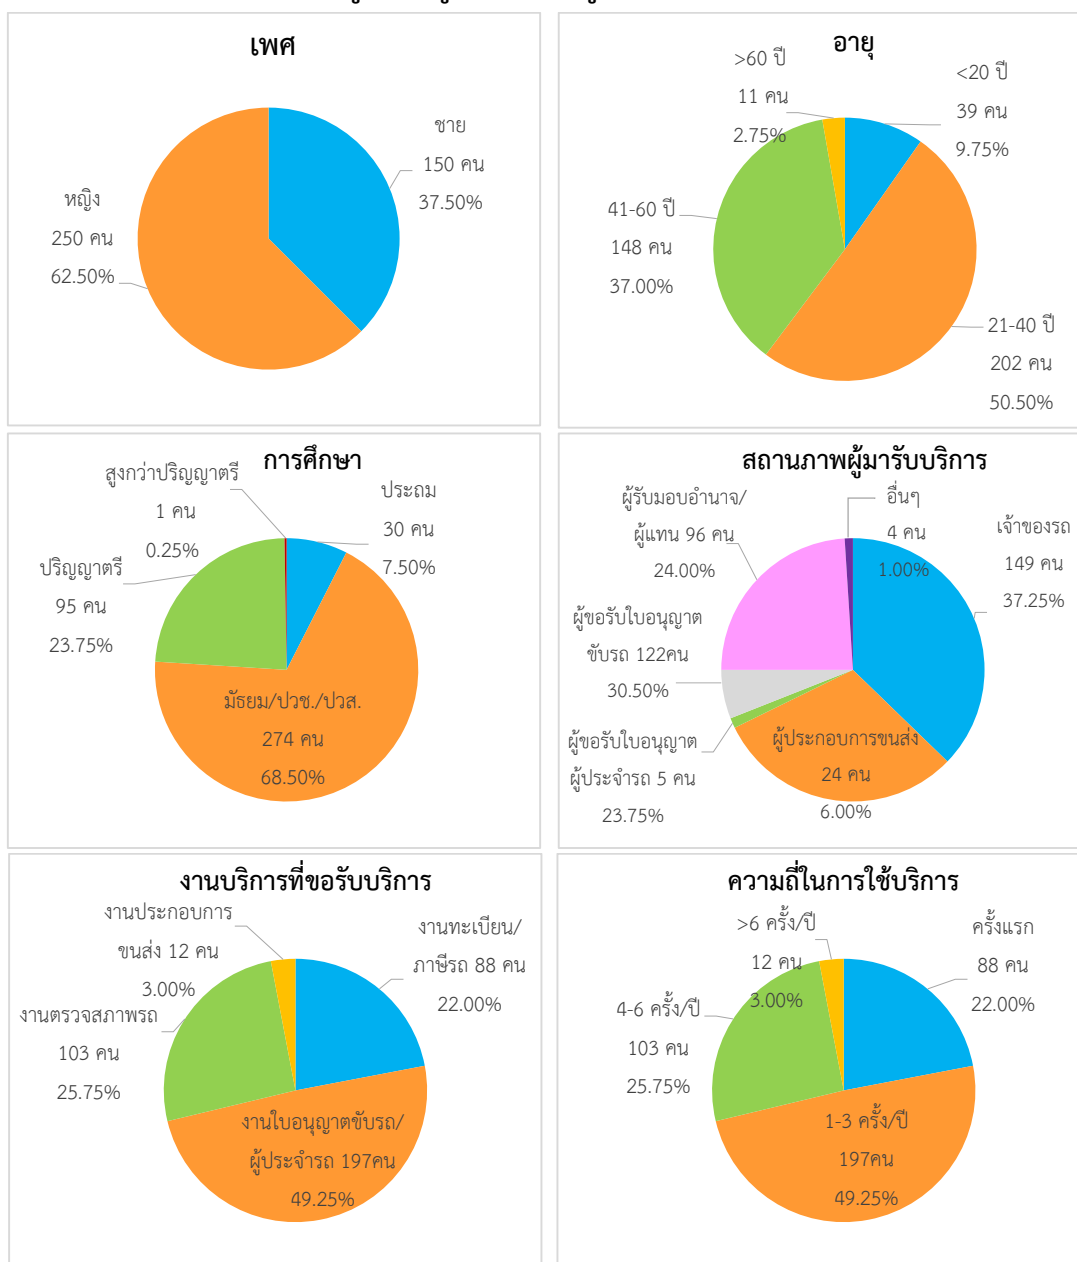 เพศ
ชาย
150 คน
37.50%
หญิง
250 คน
62.50%
อายุ
>60 ปี
11 คน
2.75%
<20 ปี
39 คน
9.75%
41-60 ปี
148 คน
37.00%
21-40 ปี
202 คน
50.50%
การศึกษา
สูงกว่าปริญญาตรี
1 คน
0.25%
ประถม
30 คน
7.50%
ปริญญาตรี
95 คน
23.75%
มัธยม/ปวช./ปวส.
274 คน
68.50%
สถานภาพผู้มารับบริการ
ผู้รับมอบอำนาจ/
ผู้แทน 96 คน
24.00%
อื่นๆ
4 คน
1.00%
เจ้าของรถ
149 คน
37.25%
ผู้ขอรับใบอนุญาต
ขับรถ 122คน
30.50%
ผู้ขอรับใบอนุญาต
ผู้ประจำรถ 5 คน
23.75%
ผู้ประกอบการขนส่ง
24 คน
6.00%
งานบริการที่ขอรับบริการ
งานประกอบการ
ขนส่ง 12 คน
3.00%
งานทะเบียน/
ภาษีรถ 88 คน
22.00%
งานตรวจสภาพรถ
103 คน
25.75%
งานใบอนุญาตขับรถ/
ผู้ประจำรถ 197คน
49.25%
ความถี่ในการใช้บริการ
>6 ครั้ง/ปี
12 คน
3.00%
ครั้งแรก
88 คน
22.00%
4-6 ครั้ง/ปี
103 คน
25.75%
1-3 ครั้ง/ปี
197คน
49.25%